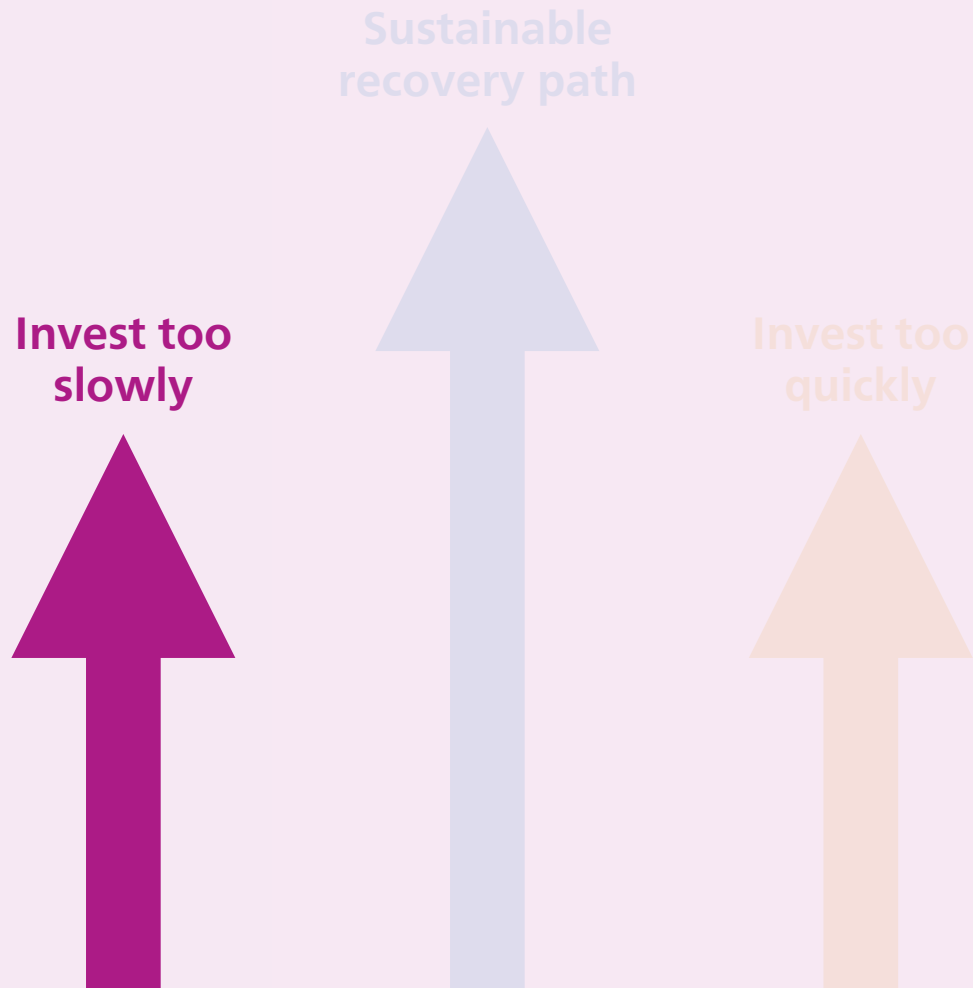 Sustainable
recovery path
Invest too
slowly
Invest too
quickly